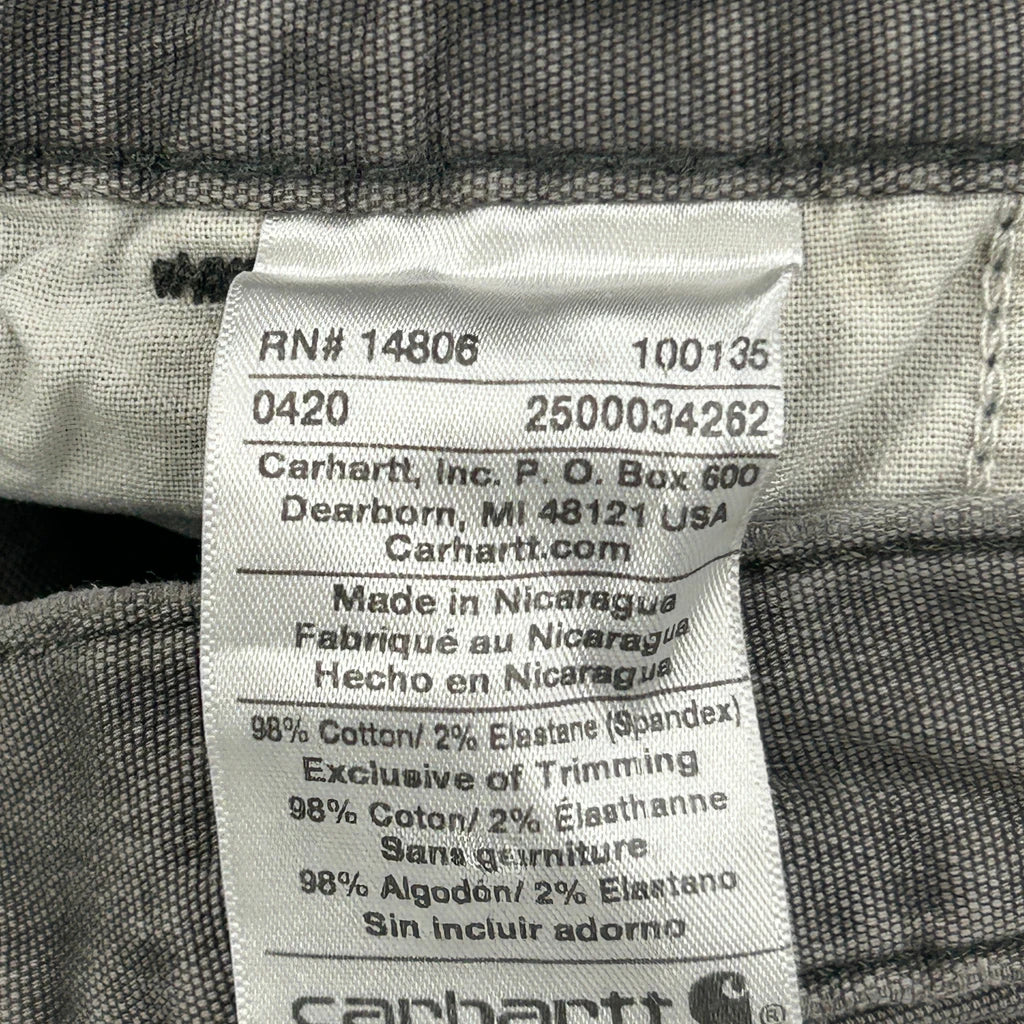 RN# 14806 100135
0420 2500034262
Carhartt, Inc. P. O. Box 600
Dearborn, MI 48121 USA
Carhartt.com
Made in Nicaragua
Fabriqué au Nicaragua
Hecho en Nicaragua
98% Cotton/ 2% Elastane (Spandex)
Exclusive of Trimming
98% Coton/ 2% Élasthanne
Sans garniture
98% Algodón/ 2% Elastano
Sin incluir adorno
carhartt ®